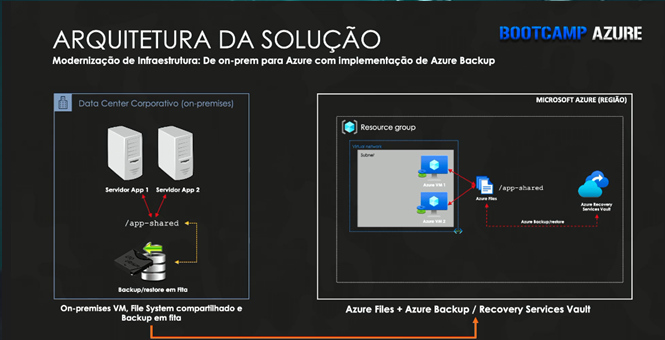 BOOTCAMP AZURE
ARQUITETURA DA SOLUÇÃO
Modernização de Infraestrutura: De on-prem para Azure com implementação de Azure Backup
Data Center Corporativo (on-premises)
Servidor App 1
Servidor App 2
/app-shared
Backup/restore em Fita
On-premises VM, File System compartilhado e
Backup em fita
MICROSOFT AZURE (REGIÃO)
Resource group
Virtual network
Subnet
Azure VM 1
Azure VM 2
Azure Files
/app-shared
Azure Recovery
Services Vault
Azure Backup/restore
Azure Files + Azure Backup / Recovery Services Vault